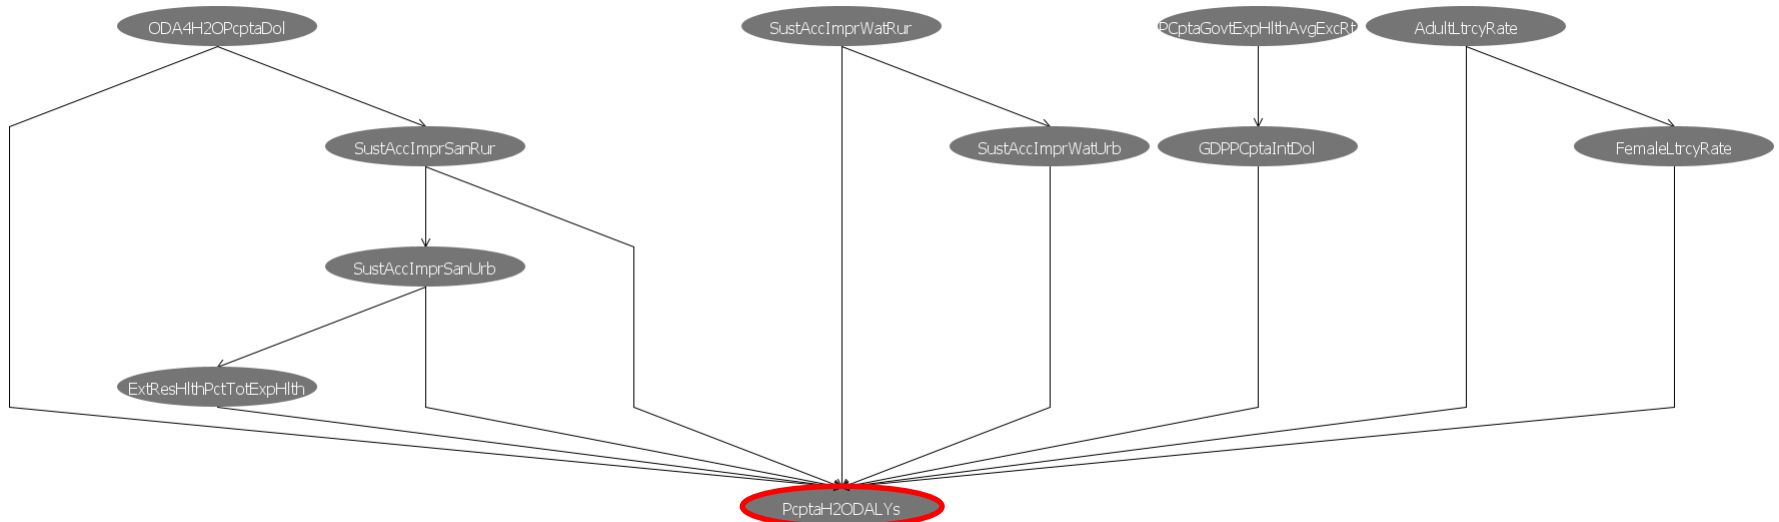 ODA4H2OPcptaDol
SustAccImprWatRur
PCptaGovtExpHlthAvgExcRt
AdultLtrcyRate
SustAccImprSanRur
SustAccImprWatUrb
GDPPCptaIntDol
FemaleLtrcyRate
SustAccImprSanUrb
ExtResHlthPctTotExpHlth
PcptaH2ODALYs